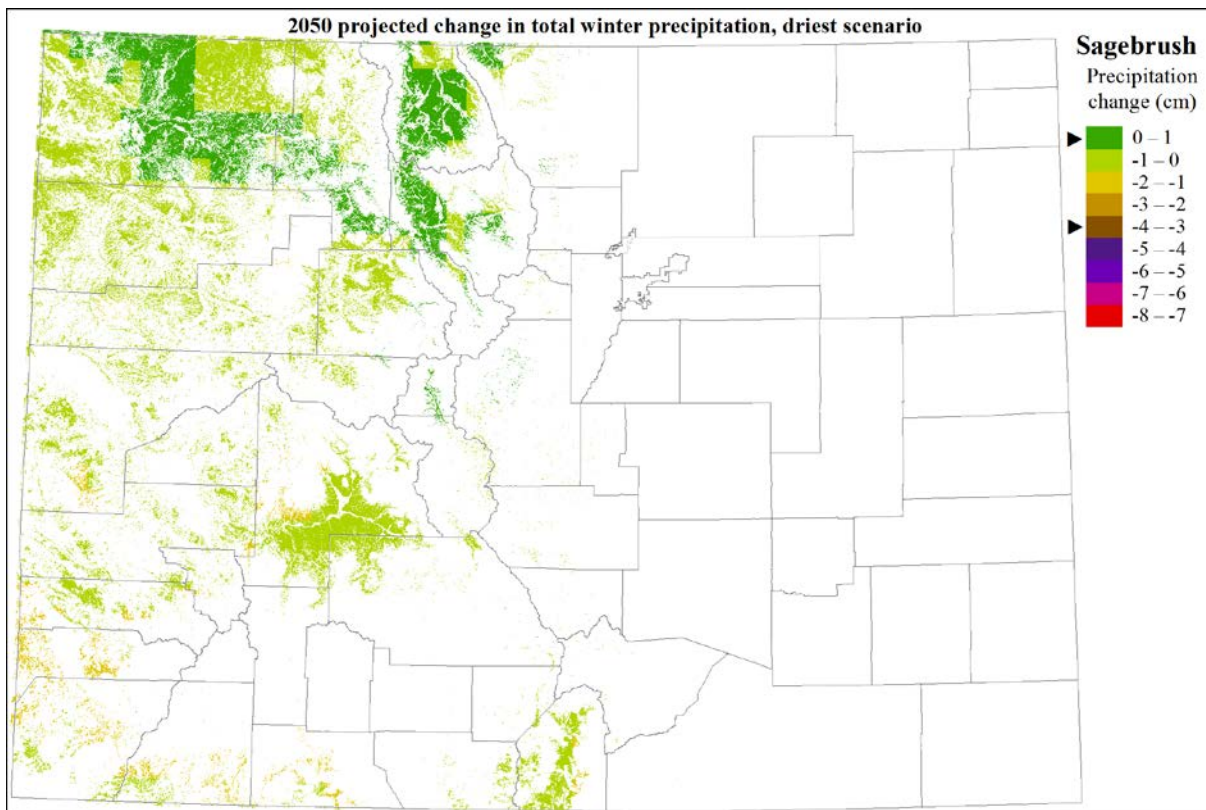 2050 projected change in total winter precipitation, driest scenario
Sagebrush
Precipitation
change (cm)
0 – 1
-1 – 0
-2 – -1
-3 – -2
-4 – -3
-5 – -4
-6 – -5
-7 – -6
-8 – -7